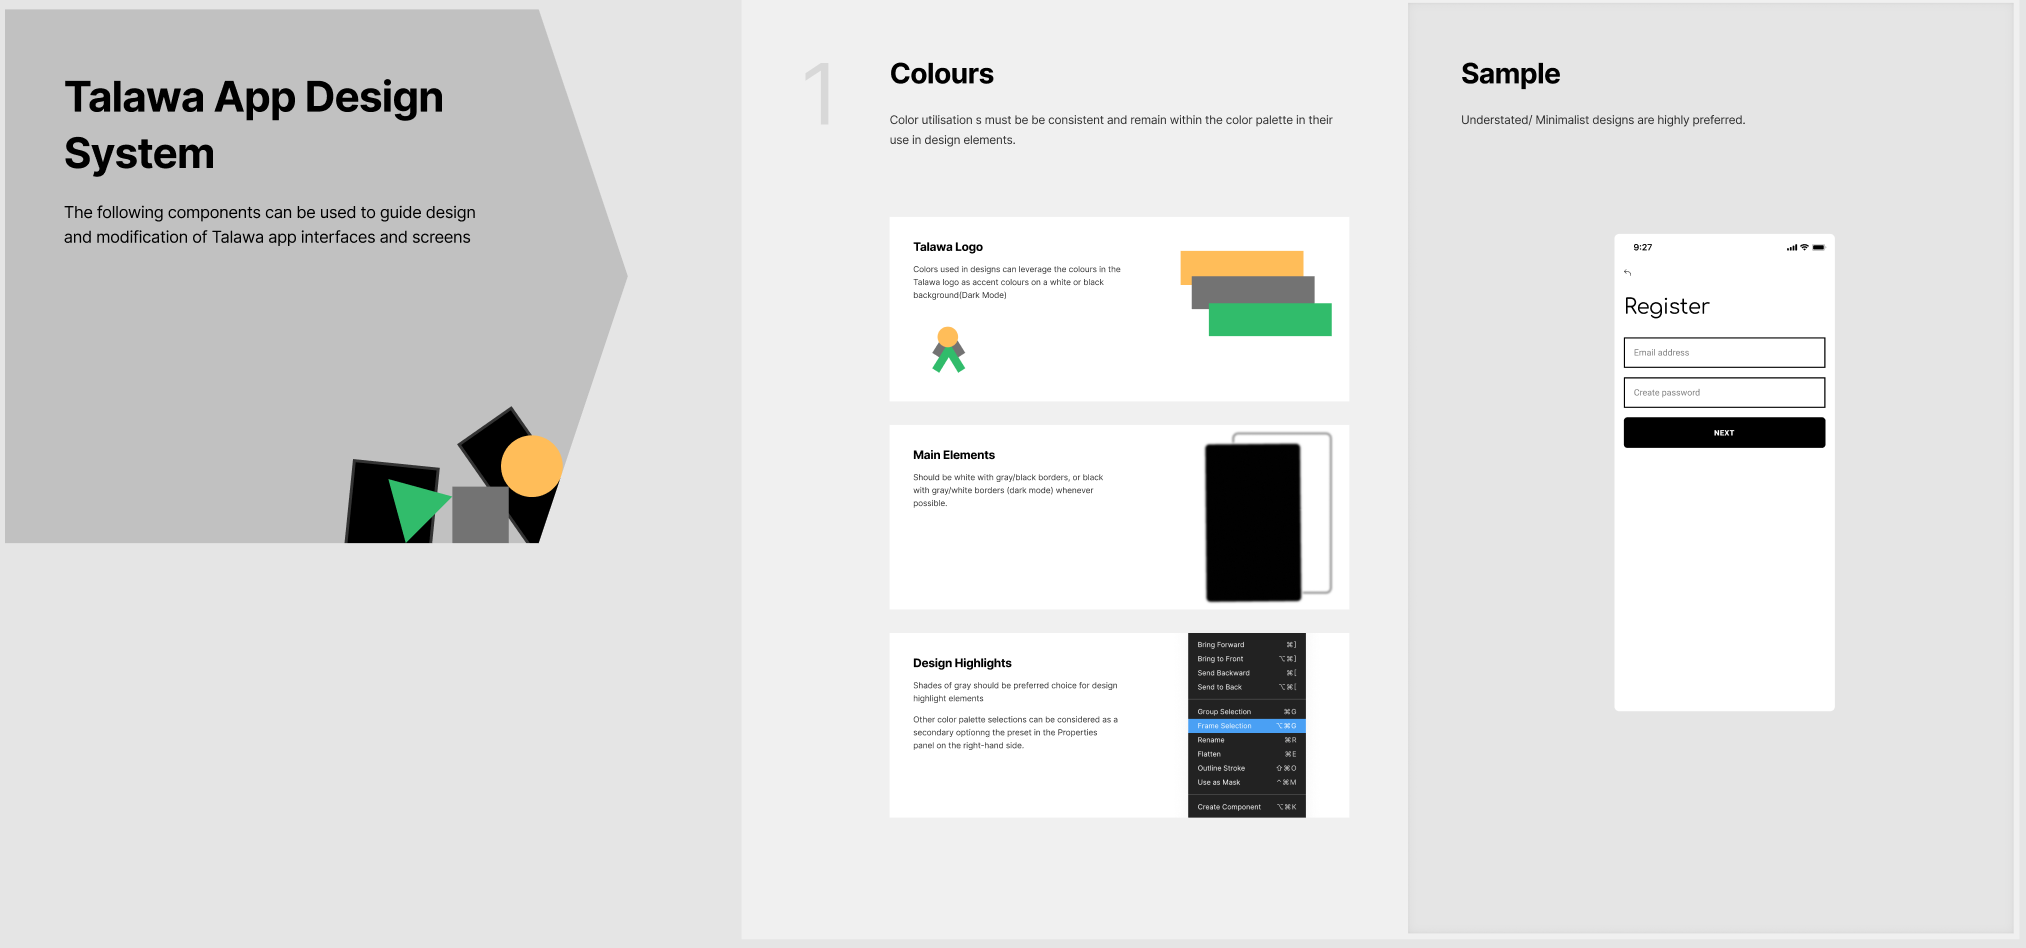 Talawa App Design
System
The following components can be used to guide design
and modification of Talawa app interfaces and screens
1
Colours
Color utilisation s must be be consistent and remain within the color palette in their
use in design elements.
Talawa Logo
Colors used in designs can leverage the colours in the
Talawa logo as accent colours on a white or black
background(Dark Mode)
Main Elements
Should be white with gray/black borders, or black
with gray/white borders (dark mode) whenever
possible.
Design Highlights
Shades of gray should be preferred choice for design
highlight elements
Other color palette selections can be considered as a
secondary optionng the preset in the Properties
panel on the right-hand side.
Bring Forward ⌘]
Bring to Front ⌥⌘]
Send Backward ⌘[
Send to Back ⌥⌘[
Group Selection ⌘G
Frame Selection ⌥⌘G
Rename ⌘R
Flatten ⌘E
Outline Stroke ⇧⌘O
Use as Mask ^⌘M
Create Component ⌥⌘K
Sample
Understated/ Minimalist designs are highly preferred.
9:27
Register
Email address
Create password
NEXT